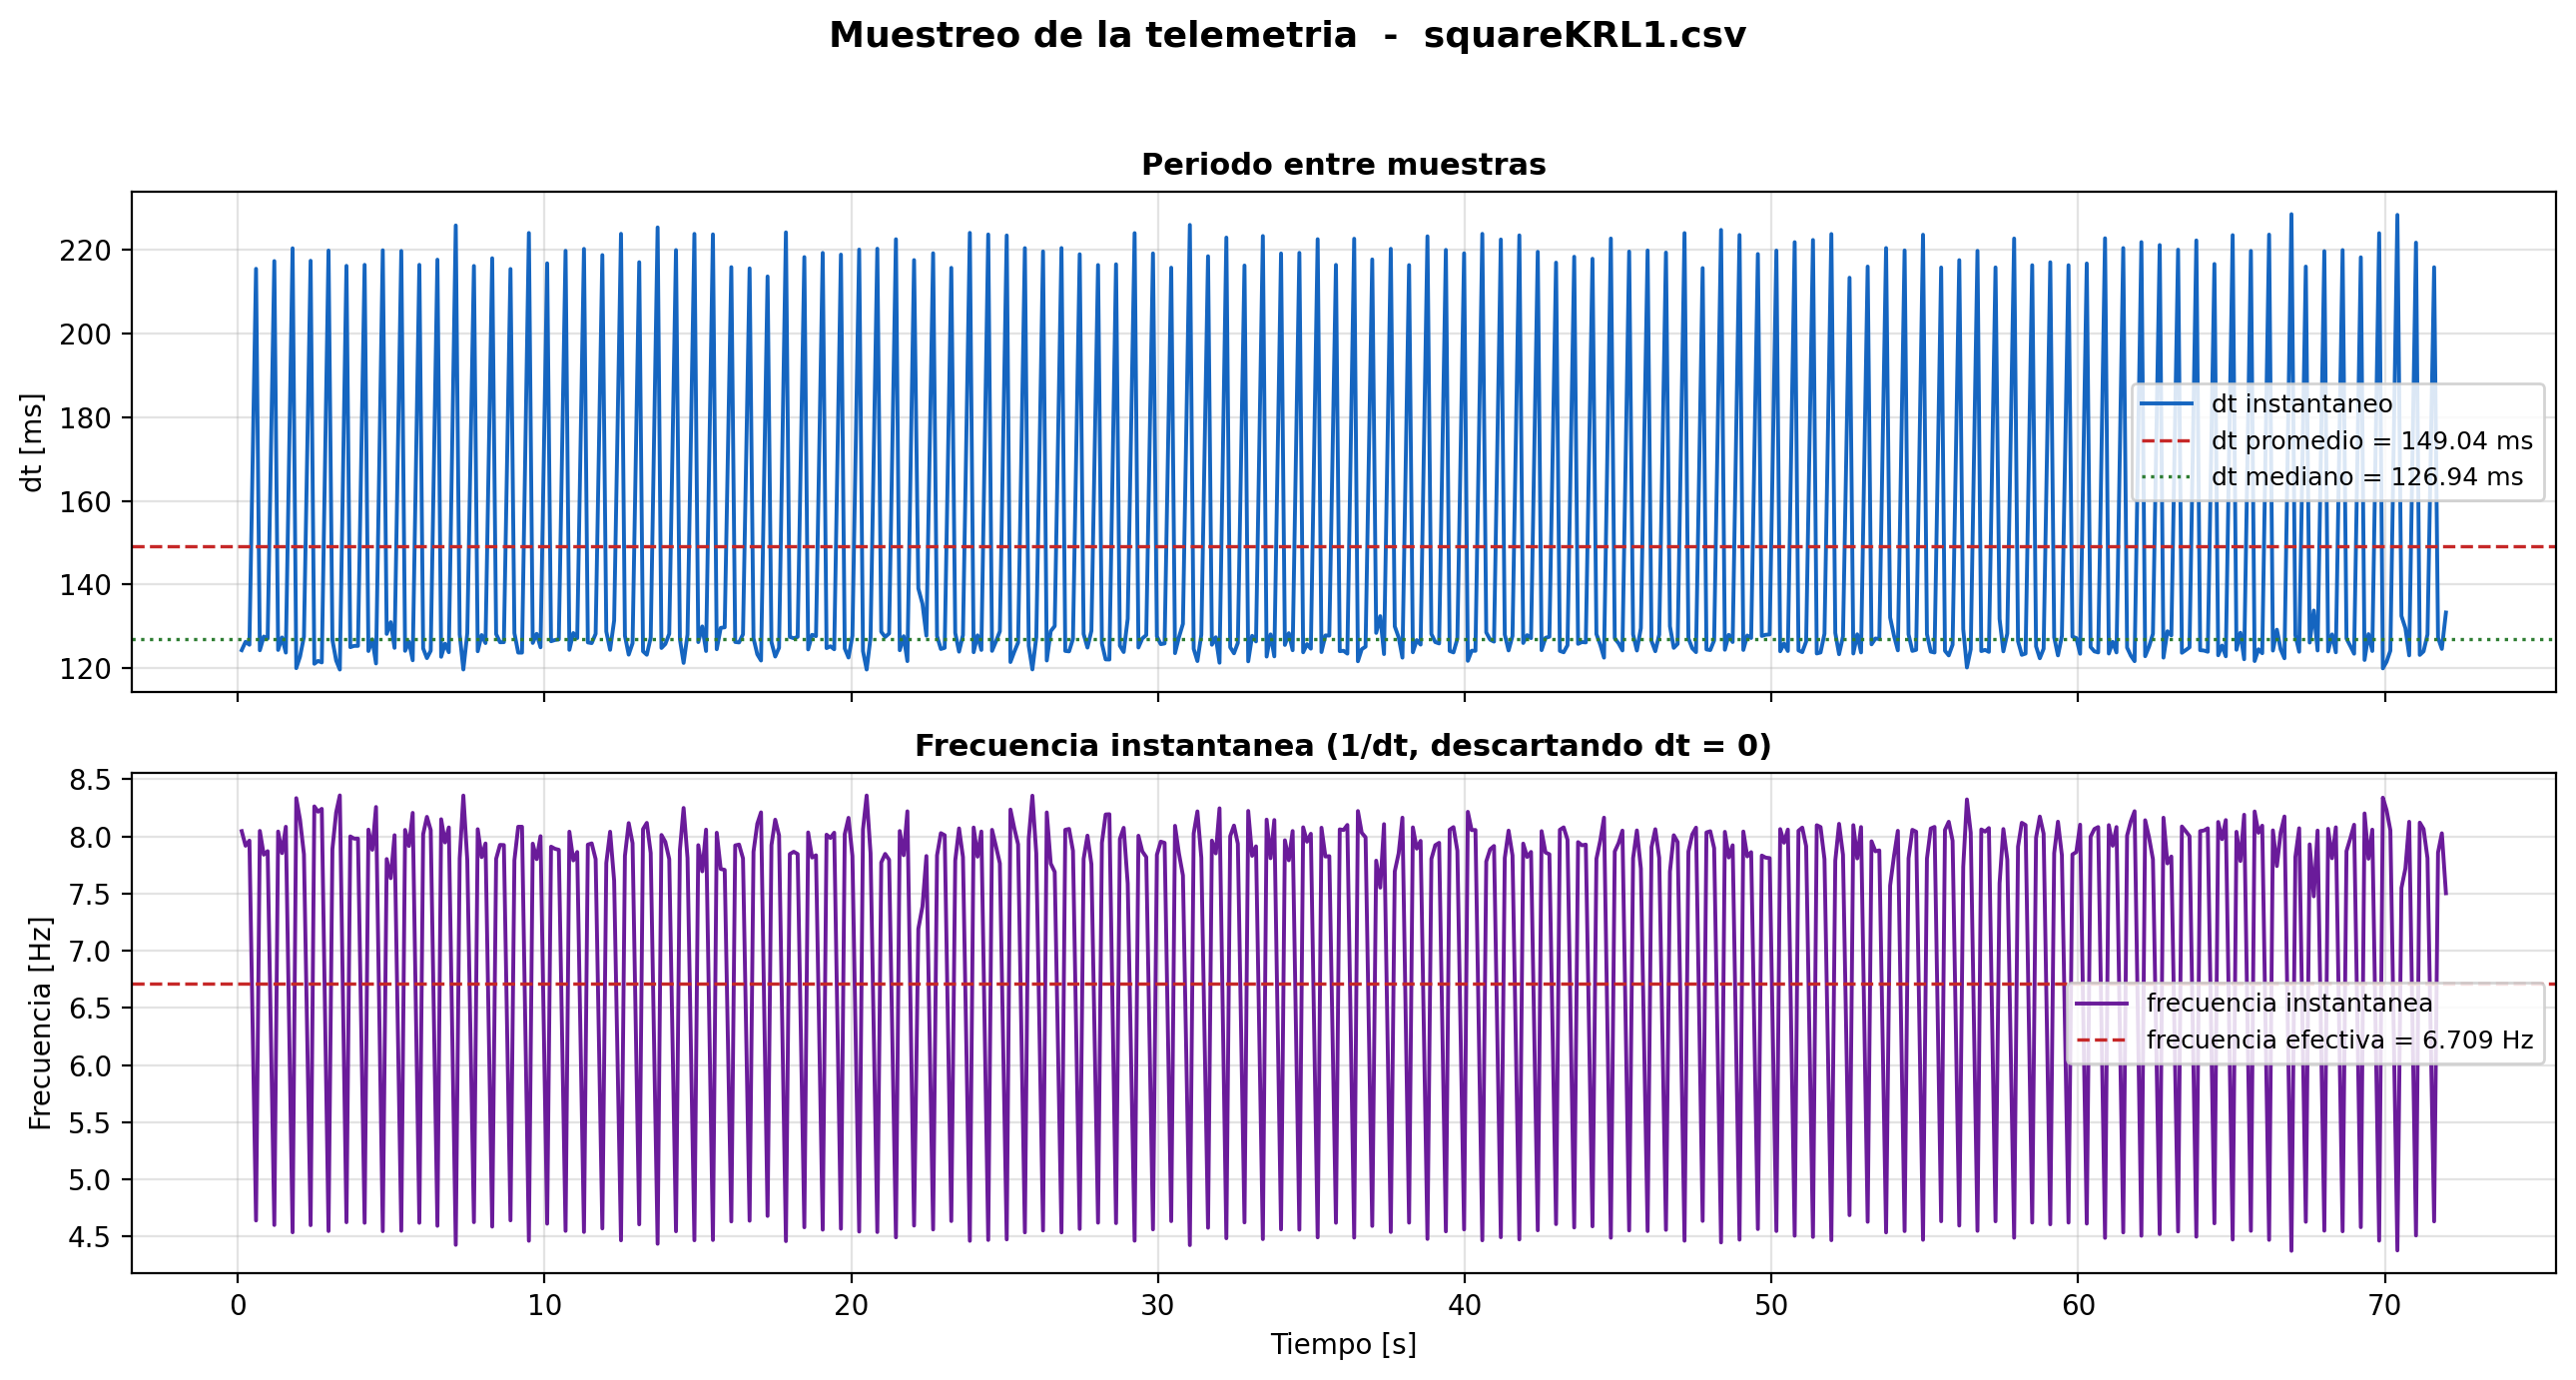 Muestreo de la telemetria - squareKRL1.csv
Periodo entre muestras
dt [ms]
220
200
180
160
140
120
dt instantaneo
dt promedio = 149.04 ms
dt mediano = 126.94 ms
Frecuencia instantanea (1/dt, descartando dt = 0)
Frecuencia [Hz]
8.5
8.0
7.5
7.0
6.5
6.0
5.5
5.0
4.5
frecuencia instantanea
frecuencia efectiva = 6.709 Hz
0 10 20 30 40 50 60 70
Tiempo [s]